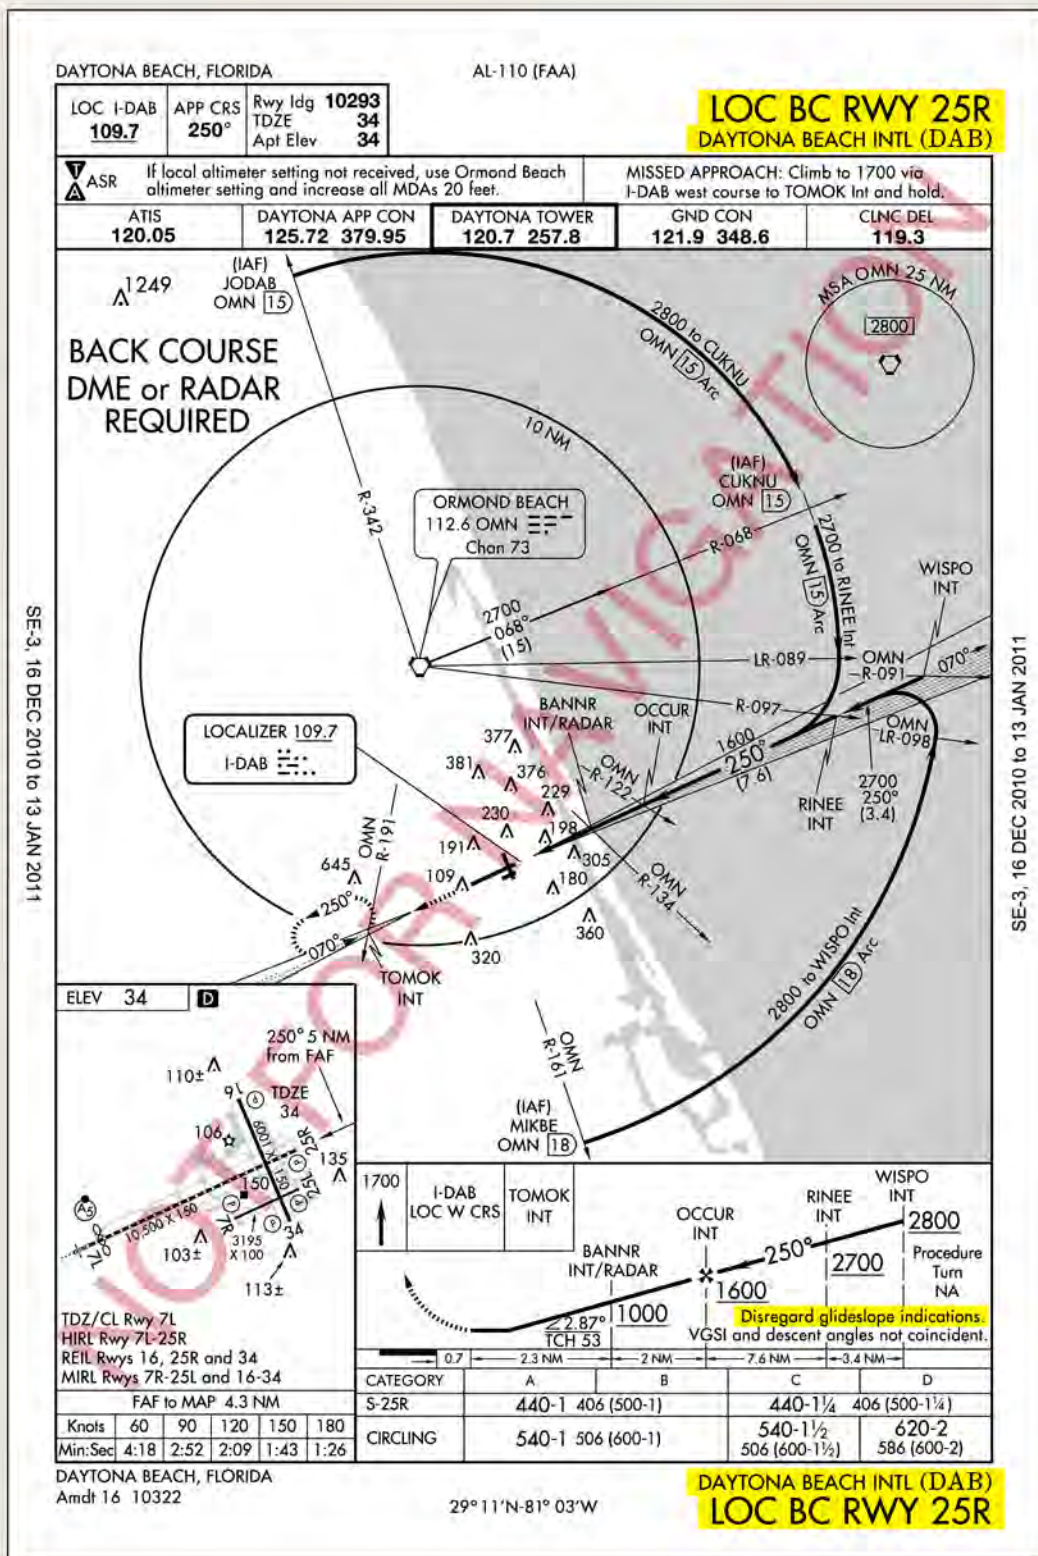 DAYTONA BEACH, FLORIDA
AL-110 (FAA)
LOC I-DAB
109.7
APP CRS
250°
Rwy ldg 10293
TDZE 34
Apt Elev 34
LOC BC RWY 25R
DAYTONA BEACH INTL (DAB)
T
A
ASR
If local altimeter setting not received, use Ormond Beach
altimeter setting and increase all MDAs 20 feet.
MISSED APPROACH: Climb to 1700 via
I-DAB west course to TOMOK Int and hold.
ATIS
120.05
DAYTONA APP CON
125.72 379.95
DAYTONA TOWER
120.7 257.8
GND CON
121.9 348.6
CLNC DEL
119.3
1249
(IAF)
JODAB
OMN 15
BACK COURSE
DME or RADAR
REQUIRED
2800 to CUKNU
OMN 15 Arc
MSA OMN 25 NM
2800
10 NM
R-342
ORMOND BEACH
112.6 OMN
Chan 73
(IAF)
CUKNU
OMN 15
R-068
2700
068°
(15)
2700 to RINEE Int
OMN 15 Arc
WISPO
INT
LR-089
OMN
R-091
070°
R-097
OMN
LR-098
LOCALIZER 109.7
I-DAB
BANNR
INT/RADAR
OCCUR
INT
1600
250°
(7.6)
RINEE
INT
2700
250°
(3.4)
OMN
R-122
OMN
R-134
377
381
376
229
230
198
191
305
109
180
360
320
645
OMN
R-191
250°
070°
TOMOK
INT
OMN
R-161
(IAF)
MIKBE
OMN 18
2800 to WISPO Int
OMN 18 Arc
NOT FOR NAVIGATION
SE-3, 16 DEC 2010 to 13 JAN 2011
SE-3, 16 DEC 2010 to 13 JAN 2011
ELEV 34
D
250° 5 NM
from FAF
110±
16
TDZE
34
106
6001 X 150
25R
135
25L
150
A5
10,500 X 150
7L
7R
3195
X 100
34
103±
113±
TDZ/CL Rwy 7L
HIRL Rwy 7L-25R
REIL Rwys 16, 25R and 34
MIRL Rwys 7R-25L and 16-34
FAF to MAP 4.3 NM
Knots 60 90 120 150 180
Min:Sec 4:18 2:52 2:09 1:43 1:26
1700
I-DAB
LOC W CRS
TOMOK
INT
BANNR
INT/RADAR
OCCUR
INT
RINEE
INT
WISPO
INT
2800
250°
2700
1600
1000
Procedure
Turn
NA
2.87°
TCH 53
Disregard glideslope indications.
VGSI and descent angles not coincident.
0.7 2.3 NM 2 NM 7.6 NM 3.4 NM
CATEGORY A B C D
S-25R 440-1 406 (500-1) 440-1¼ 406 (500-1¼)
CIRCLING 540-1 506 (600-1) 540-1½ 506 (600-1½) 620-2 586 (600-2)
DAYTONA BEACH, FLORIDA
Amdt 16 10322
29°11'N-81°03'W
DAYTONA BEACH INTL (DAB)
LOC BC RWY 25R